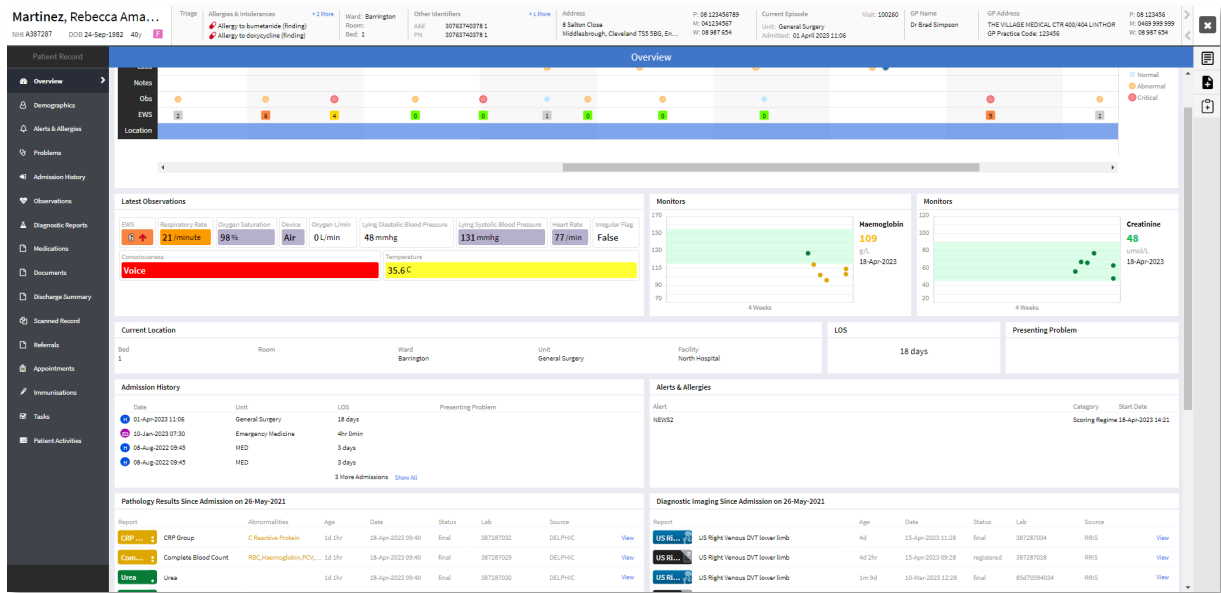 Martinez, Rebecca Ama...
NHI A387287 DOB 24-Sep-1982 40y F
Triage
Allergies & Intolerances +2 More
Allergy to bumetanide (finding)
Allergy to doxycycline (finding)
Ward: Barrington
Room:
Bed: 1
Other Identifiers +1 More
A&E 30763740378 1
PN 30763740378 1
Address
8 Salton Close
Middlesbrough, Cleveland TS5 5BG, En...
P: 08 123456789
M: 041234567
W: 08 987 654
Current Episode Visit: 100260
Unit: General Surgery
Admitted: 01 April 2023 11:06
GP Name
Dr Brad Simpson
GP Address
THE VILLAGE MEDICAL CTR 400/404 LINTHOR
GP Practice Code: 123456
P: 08 123456
M: 0469 999 999
W: 08 987 654
Patient Record
Overview
Demographics
Alerts & Allergies
Problems
Admission History
Observations
Diagnostic Reports
Medications
Documents
Discharge Summary
Scanned Record
Referrals
Appointments
Immunisations
Tasks
Patient Activities
Overview
Notes
Obs
EWS 2 6 4 0 0 1 0 0 0 5 1
Location
Normal
Abnormal
Critical
Latest Observations
EWS Respiratory Rate Oxygen Saturation Device Oxygen L/min Lying Diastolic Blood Pressure Lying Systolic Blood Pressure Heart Rate Irregular Flag
6 21 /minute 98 % Air 0 L/min 48 mmhg 131 mmhg 77 /min False
Consciousness Temperature
Voice 35.6 C
Monitors
170
150
130
110
90
70
4 Weeks
Haemoglobin
109
g/L
18-Apr-2023
Monitors
120
100
80
60
40
20
4 Weeks
Creatinine
48
umol/L
18-Apr-2023
Current Location
Bed Room Ward Unit Facility
1 Barrington General Surgery North Hospital
LOS
18 days
Presenting Problem
Admission History
Date Unit LOS Presenting Problem
H 01-Apr-2023 11:06 General Surgery 18 days
ED 10-Jan-2023 07:30 Emergency Medicine 4hr 0min
H 08-Aug-2022 09:45 MED 3 days
H 08-Aug-2022 09:45 MED 3 days
3 More Admissions Show All
Alerts & Allergies
Alert Category Start Date
NEWS2 Scoring Regime 18-Apr-2023 14:21
Pathology Results Since Admission on 26-May-2021
Report Abnormalities Age Date Status Lab Source
CRP ... CRP Group C Reactive Protein 1d 1hr 18-Apr-2023 09:40 final 387287032 DELPHIC View
Com... Complete Blood Count RBC,Haemoglobin,PCV,... 1d 1hr 18-Apr-2023 09:40 final 387287029 DELPHIC View
Urea Urea 1d 1hr 18-Apr-2023 09:40 final 387287030 DELPHIC View
Diagnostic Imaging Since Admission on 26-May-2021
Report Age Date Status Lab Source
US Ri... US Right Venous DVT lower limb 4d 15-Apr-2023 11:28 final 387287034 RRIS View
US Ri... US Right Venous DVT lower limb 4d 2hr 15-Apr-2023 09:28 registered 387287038 RRIS View
US Ri... US Right Venous DVT lower limb 1m 9d 10-Mar-2023 12:28 final 85d70594034 RRIS View